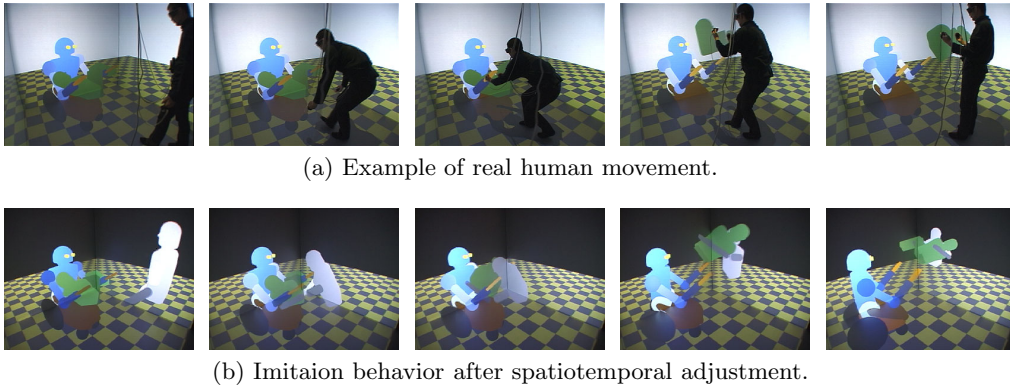 (a) Example of real human movement.
(b) Imitaion behavior after spatiotemporal adjustment.